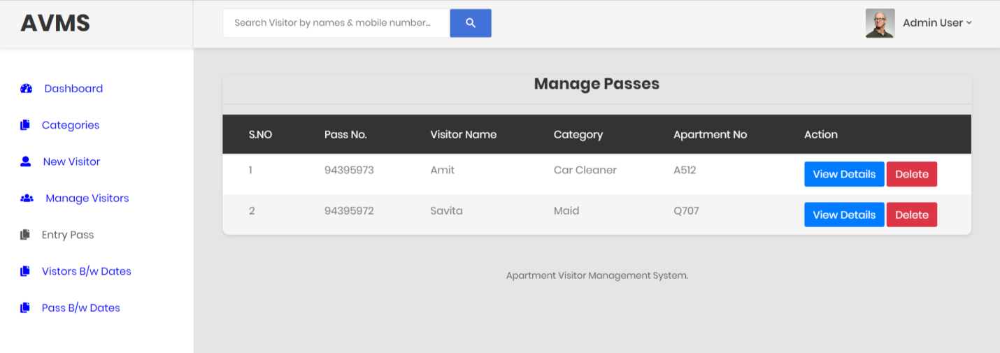 AVMS
Search Visitor by names & mobile number...
Admin User
Dashboard
Categories
New Visitor
Manage Visitors
Entry Pass
Vistors B/w Dates
Pass B/w Dates
Manage Passes
S.NO Pass No. Visitor Name Category Apartment No Action
1 94395973 Amit Car Cleaner A512 View Details Delete
2 94395972 Savita Maid Q707 View Details Delete
Apartment Visitor Management System.